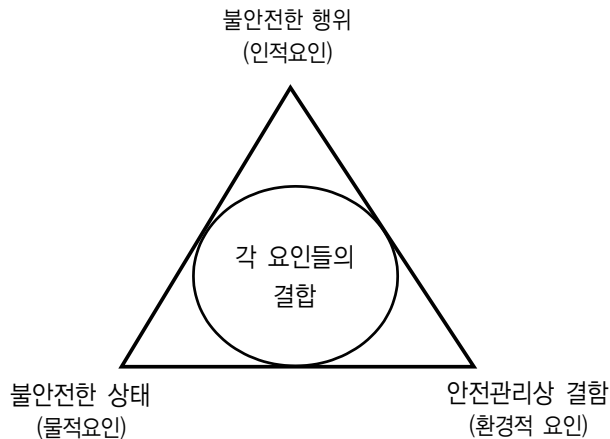 불안전한 행위
(인적요인)
각 요인들의
결합
불안전한 상태
(물적요인)
안전관리상 결함
(환경적 요인)